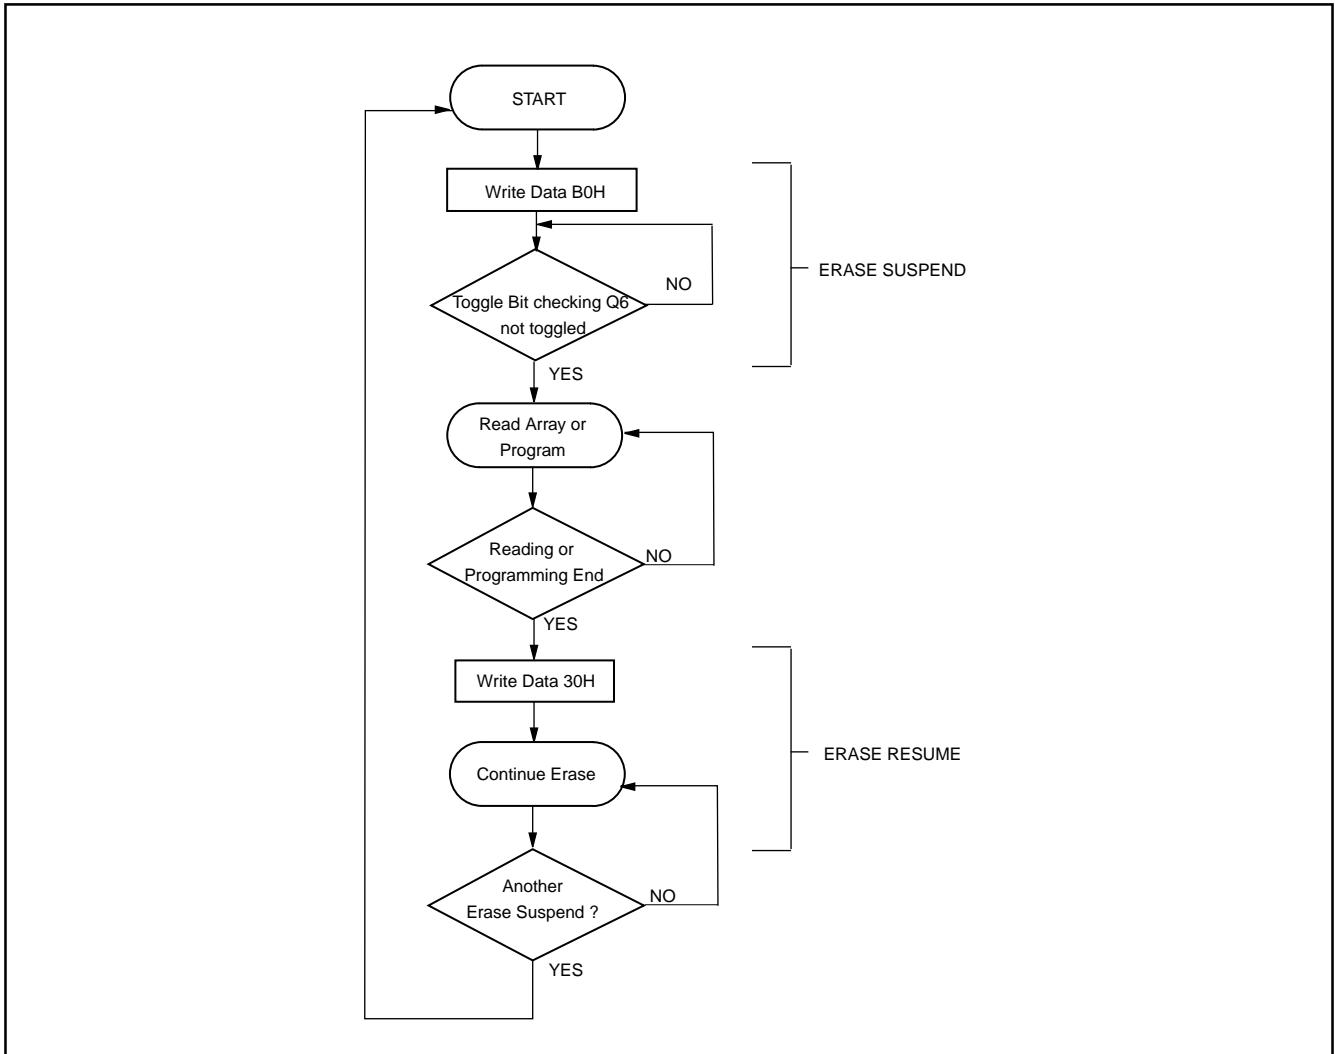 START
Write Data B0H
ERASE SUSPEND
NO
Toggle Bit checking Q6
not toggled
YES
Read Array or
Program
Reading or
Programming End
NO
YES
Write Data 30H
ERASE RESUME
Continue Erase
Another
Erase Suspend ?
NO
YES